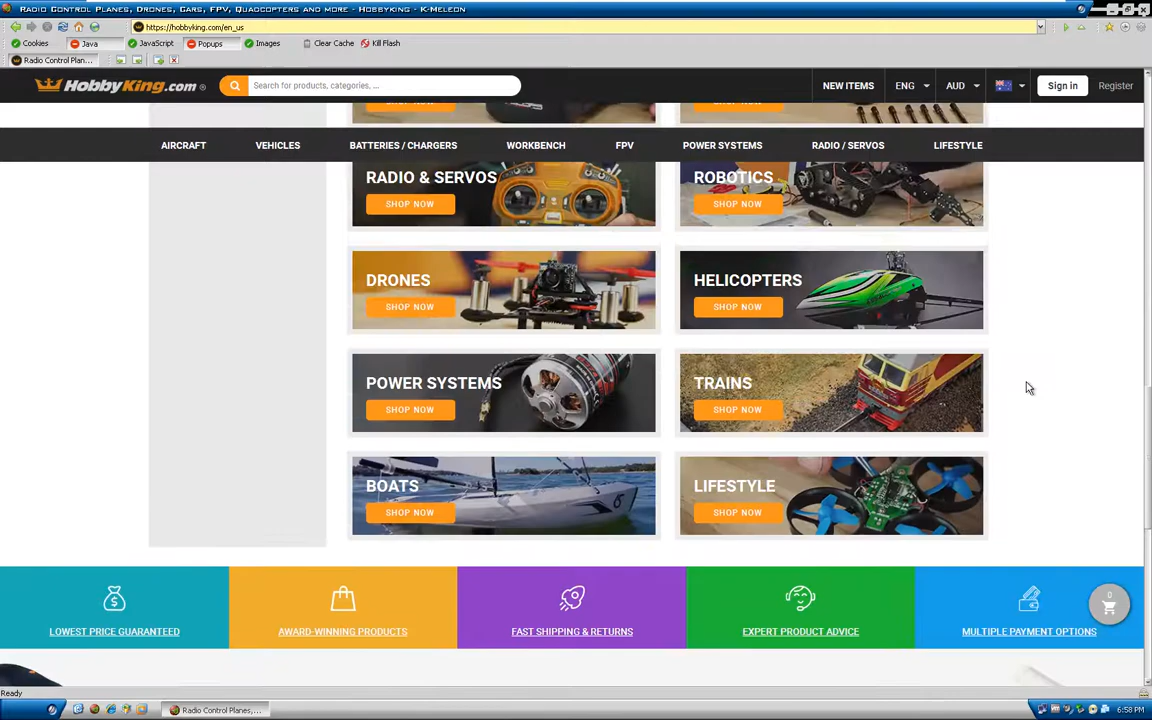 Radio Control Planes, Drones, Cars, FPV, Quadcopters and more - Hobbyking - K-Meleon
https://hobbyking.com/en_us
Cookies Java JavaScript Popups Images Clear Cache Kill Flash
Radio Control Plan...
HobbyKing.com® Search for products, categories, ... NEW ITEMS ENG AUD Sign in Register
SHOP NOW SHOP NOW
AIRCRAFT VEHICLES BATTERIES / CHARGERS WORKBENCH FPV POWER SYSTEMS RADIO / SERVOS LIFESTYLE
RADIO & SERVOS ROBOTICS
SHOP NOW SHOP NOW
DRONES HELICOPTERS
SHOP NOW SHOP NOW
POWER SYSTEMS TRAINS
SHOP NOW SHOP NOW
BOATS LIFESTYLE
SHOP NOW SHOP NOW
0
LOWEST PRICE GUARANTEED AWARD-WINNING PRODUCTS FAST SHIPPING & RETURNS EXPERT PRODUCT ADVICE MULTIPLE PAYMENT OPTIONS
Ready
Radio Control Planes,... 6:58 PM